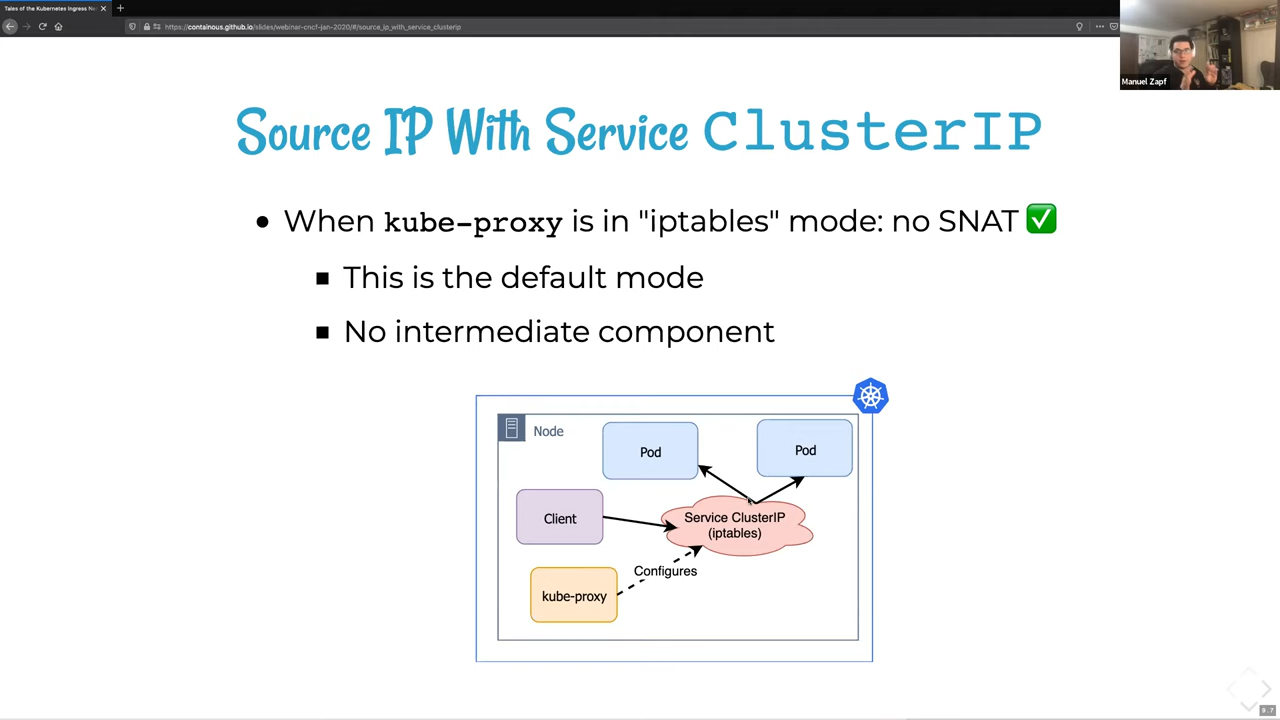 Tales of the Kubernetes Ingress Ne
https://containous.github.io/slides/webinar-cncf-jan-2020/#/source_ip_with_service_clusterip
Manuel Zapf
Source IP With Service ClusterIP
When kube-proxy is in "iptables" mode: no SNAT ✅
This is the default mode
No intermediate component
Node
Pod
Pod
Client
Service ClusterIP
(iptables)
Configures
kube-proxy
9.7